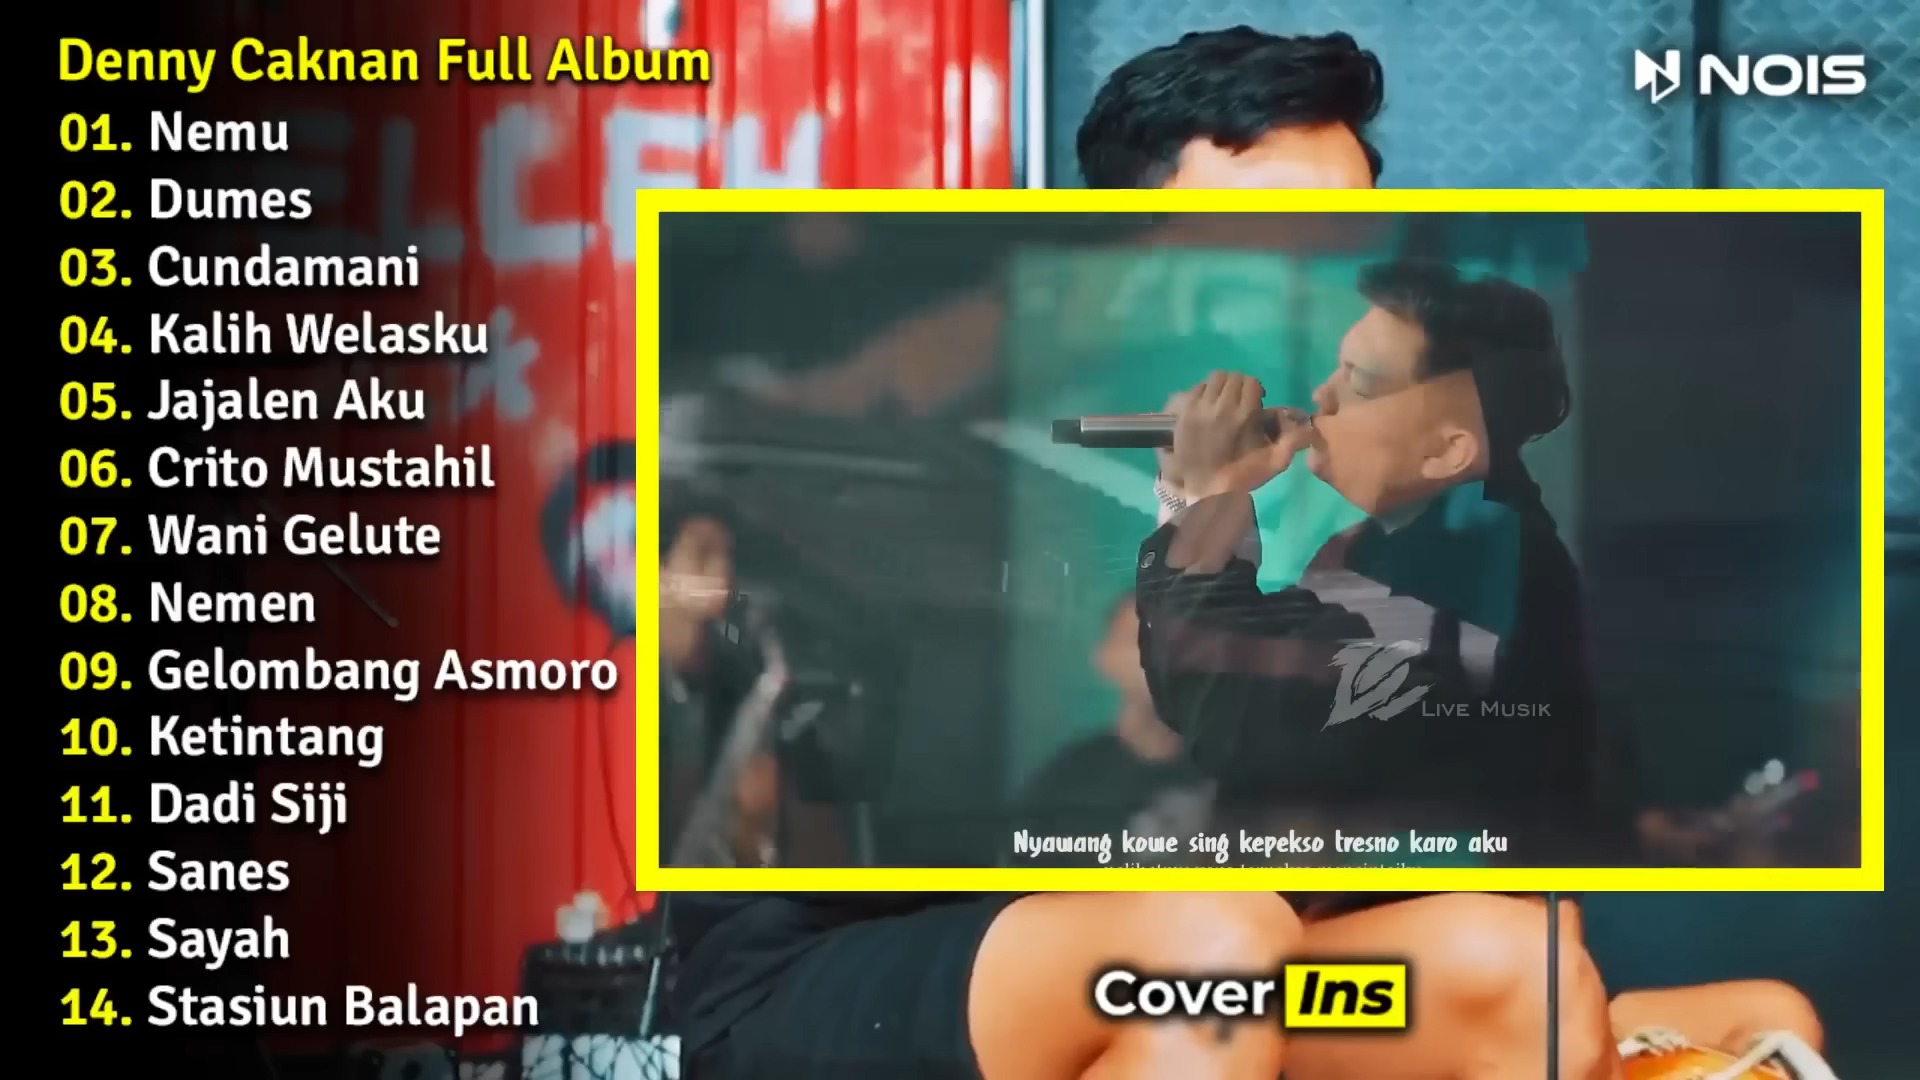 Denny Caknan Full Album
01. Nemu
02. Dumes
03. Cundamani
04. Kalih Welasku
05. Jajalen Aku
06. Crito Mustahil
07. Wani Gelute
08. Nemen
09. Gelombang Asmoro
10. Ketintang
11. Dadi Siji
12. Sanes
13. Sayah
14. Stasiun Balapan
NOIS
LIVE MUSIK
Nyawang kowe sing kepekso tresno karo aku
Cover Ins